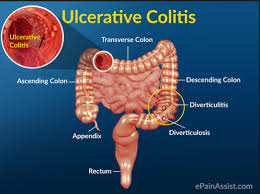 Ulcerative Colitis
Ulcerative
Colitis
Transverse Colon
Ascending Colon
Descending Colon
Diverticulitis
Diverticulosis
Appendix
Rectum
ePainAssist.com